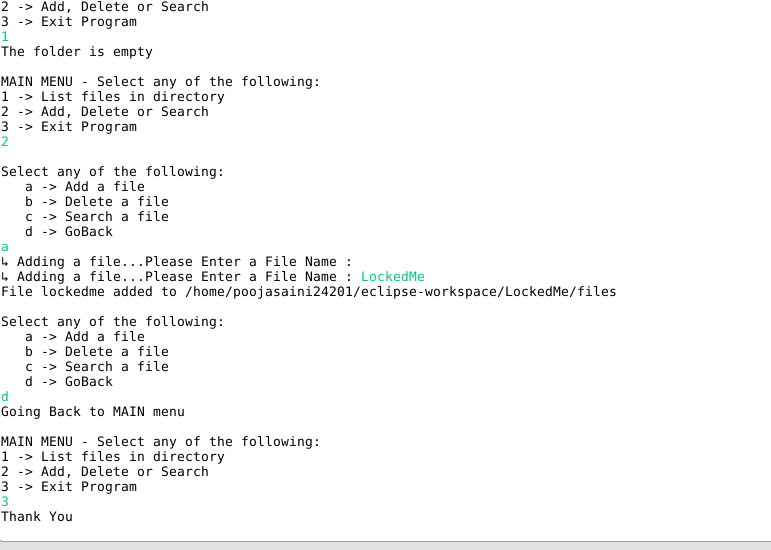 2 -> Add, Delete or Search
3 -> Exit Program
1
The folder is empty

MAIN MENU - Select any of the following:
1 -> List files in directory
2 -> Add, Delete or Search
3 -> Exit Program
2

Select any of the following:
   a -> Add a file
   b -> Delete a file
   c -> Search a file
   d -> GoBack
a
↳ Adding a file...Please Enter a File Name :
↳ Adding a file...Please Enter a File Name : LockedMe
File lockedme added to /home/poojasaini24201/eclipse-workspace/LockedMe/files

Select any of the following:
   a -> Add a file
   b -> Delete a file
   c -> Search a file
   d -> GoBack
d
Going Back to MAIN menu

MAIN MENU - Select any of the following:
1 -> List files in directory
2 -> Add, Delete or Search
3 -> Exit Program
3
Thank You